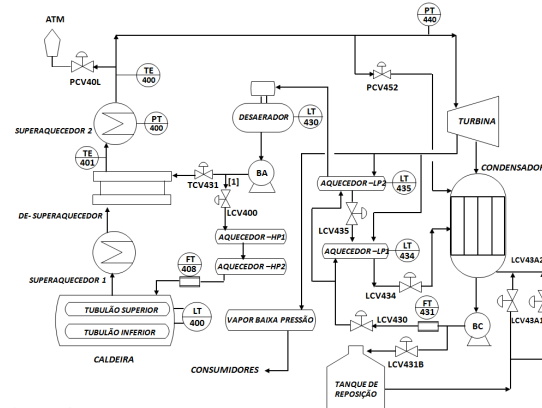 ATM
PT
440
PCV40L
TE
400
PCV452
DESAERADOR
LT
430
TURBINA
SUPERAQUECEDOR 2
PT
400
TE
401
TCV431
[1]
BA
CONDENSADOR
AQUECEDOR –LP2
LT
435
LCV400
DE- SUPERAQUECEDOR
AQUECEDOR –HP1
LCV435
AQUECEDOR –LP1
LT
434
FT
408
AQUECEDOR –HP2
LCV43A2
SUPERAQUECEDOR 1
LCV434
FT
431
LCV43A1
TUBULÃO SUPERIOR
LT
400
TUBULÃO INFERIOR
VAPOR BAIXA PRESSÃO
LCV430
BC
CALDEIRA
LCV431B
CONSUMIDORES
TANQUE DE
REPOSIÇÃO